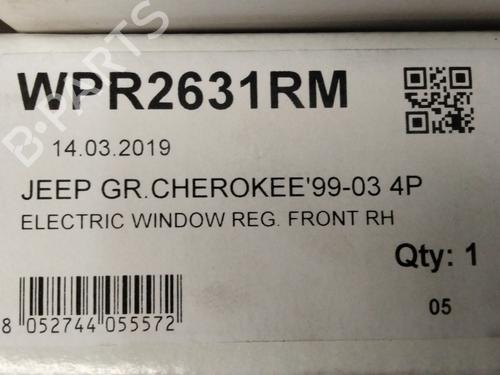 WPR2631RM
14.03.2019
JEEP GR.CHEROKEE'99-03 4P
ELECTRIC WINDOW REG. FRONT RH
Qty: 1
8 052744 055572
05
B-PARTS